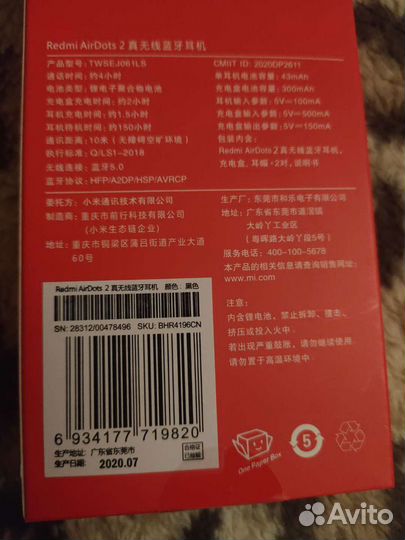 Redmi AirDots 2 真无线蓝牙耳机
产品型号：TWSEJ061LS
通话时间：约4小时
电池类型：锂电子聚合物电池
充电盒充电时间：约2小时
耳机充电时间：约1.5小时
耳机待机时间：约150小时
通讯距离：10米（无障碍空旷环境）
执行标准：Q/LS1-2018
无线连接：蓝牙5.0
蓝牙协议：HFP/A2DP/HSP/AVRCP
CMIIT ID：2020DP2611
单耳机电池容量：43mAh
充电盒电池容量：300mAh
耳机输入参数：5V⎓100mA
充电盒输入参数：5V⎓500mA
充电盒输出参数：5V⎓150mA
包装内含：
Redmi AirDots 2 真无线蓝牙耳机、
充电盒、耳帽*2对、说明书
委托方：小米通讯技术有限公司
制造商：重庆市前行科技有限公司
（小米生态链企业）
地址：重庆市铜梁区蒲吕街道产业大道
60号
生产厂：东莞市和乐电子有限公司
地址：广东省东莞市道滘镇
大岭丫工业区
（粤晖路大岭丫段5号）
服务电话：400-100-5678
本产品合格信息请查询销售网址：
www.mi.com
Redmi AirDots 2 真无线蓝牙耳机 颜色：黑色
SN: 28312/00478496 SKU: BHR4196CN
6 934177 719820
生产地址：广东省东莞市
生产日期：2020.07
合格证
已检验
注意：
内含锂电池，禁止拆卸、撞击、
挤压或投入火中。
若出现严重鼓胀，请勿继续使用！
请勿置于高温环境中。
One Paper Box
5
Avito